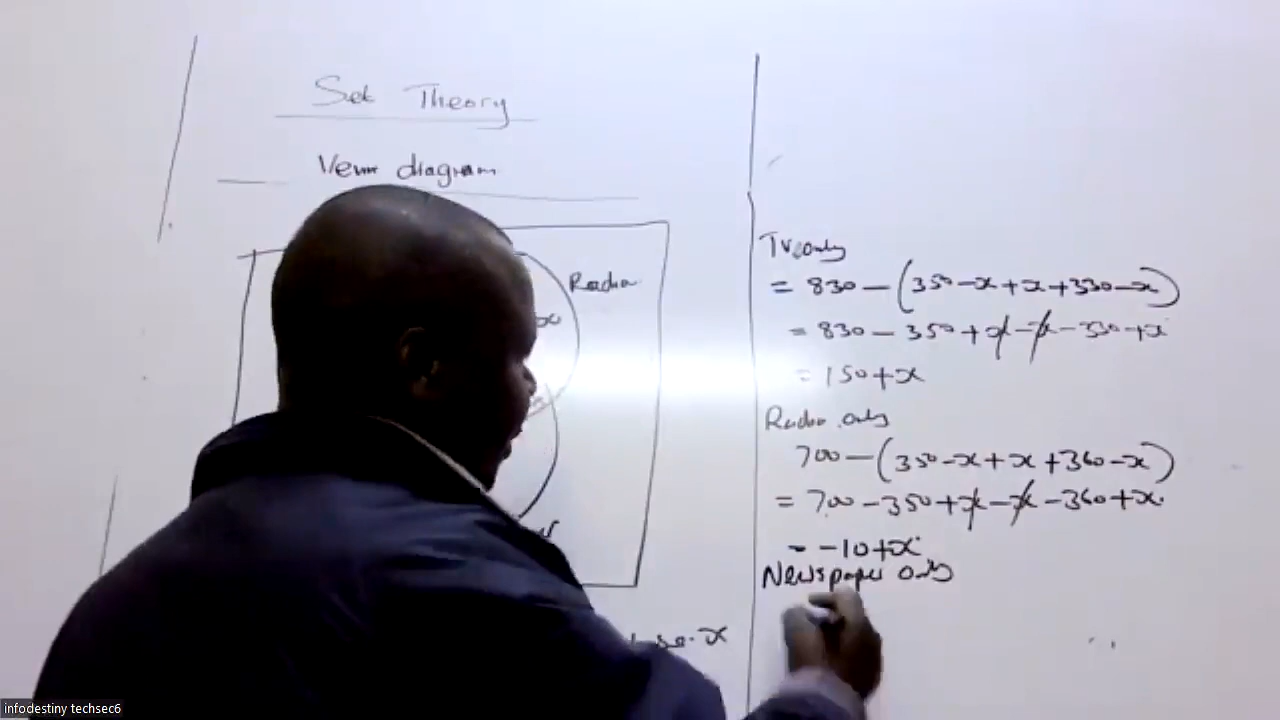 Set Theory
Venn diagram
Radio
x
TV only
= 830 - (350-x+x+330-x)
= 830 - 350 + x - x - 330 + x
= 150 + x
Radio only
700 - (350-x+x+360-x)
= 700 - 350 + x - x - 360 + x
= -10 + x
Newspaper only
infodestiny techsec6